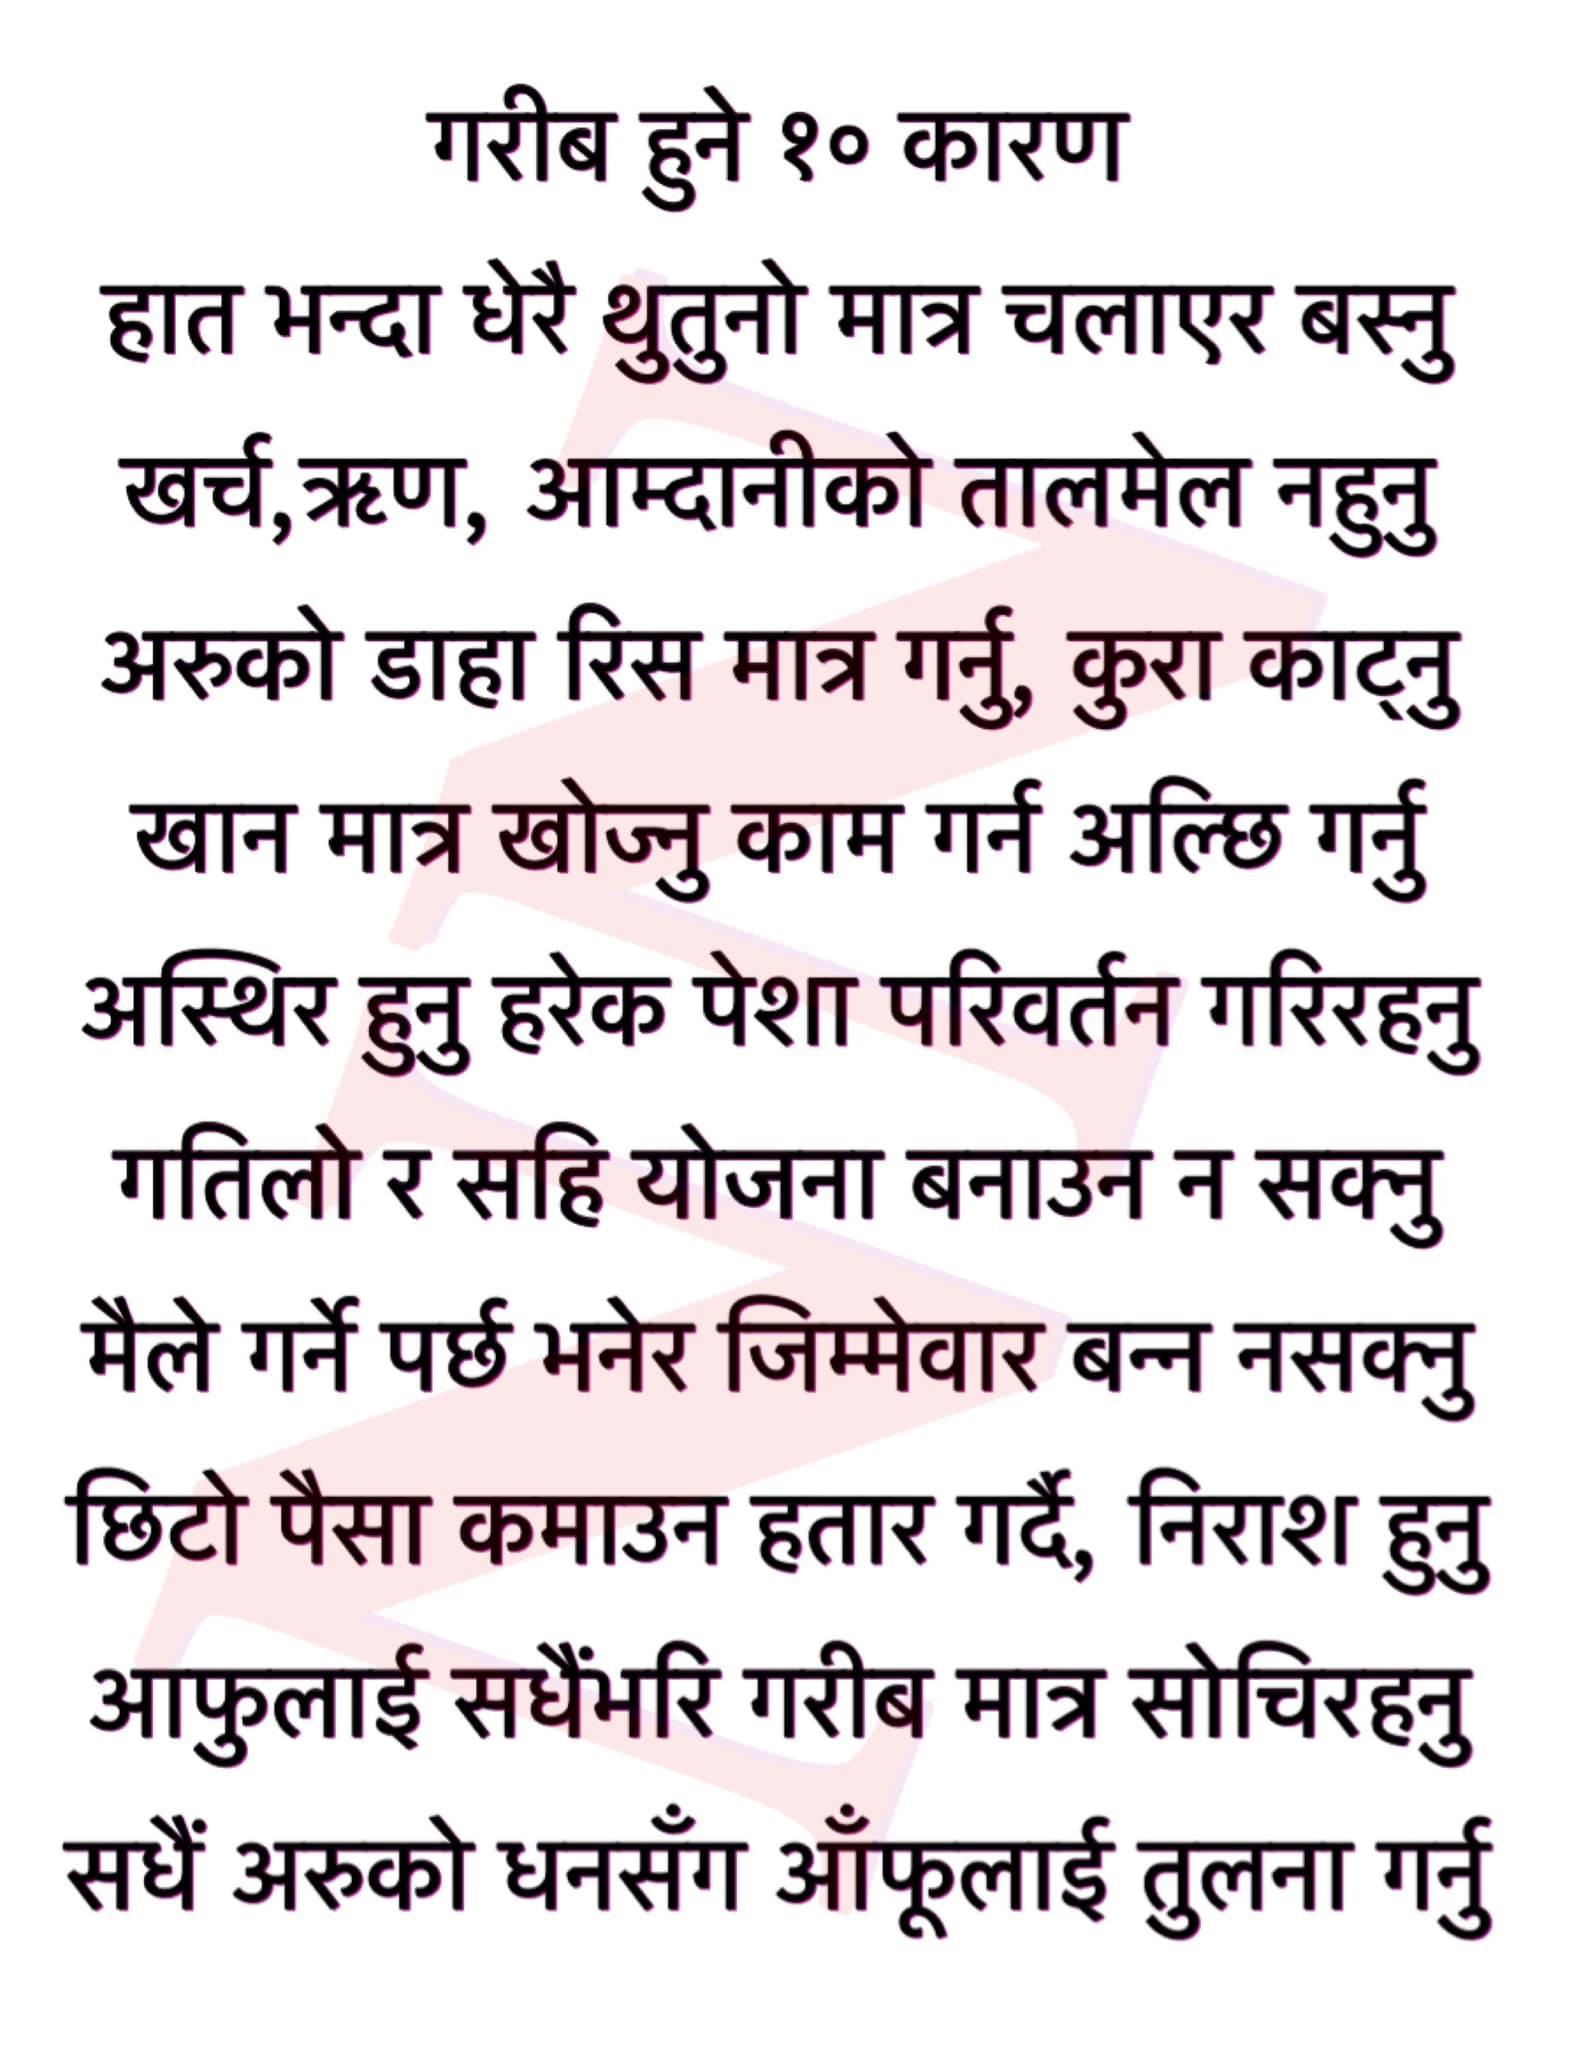 गरीब हुने १० कारण
हात भन्दा धेरै थुतुनो मात्र चलाएर बस्नु
खर्च,ऋण, आम्दानीको तालमेल नहुनु
अरुको डाहा रिस मात्र गर्नु, कुरा काट्‌नु
खान मात्र खोज्नु काम गर्न अल्छि गर्नु
अस्थिर हुनु हरेक पेशा परिवर्तन गरिरहनु
गतिलो र सहि योजना बनाउन न सक्नु
मैले गर्ने पर्छ भनेर जिम्मेवार बन्न नसक्नु
छिटो पैसा कमाउन हतार गर्दै, निराश हुनु
आफुलाई सधैंभरि गरीब मात्र सोचिरहनु
सधैं अरुको धनसँग आँफूलाई तुलना गर्नु